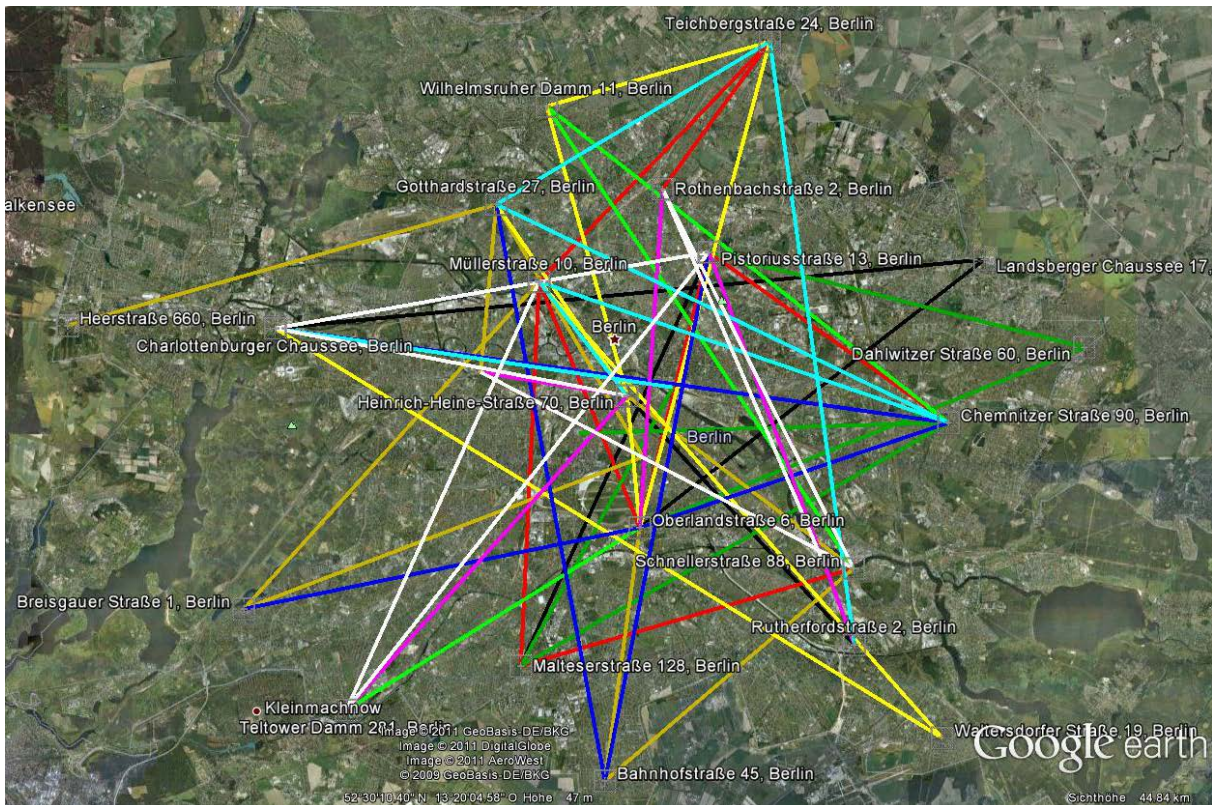 Teichbergstraße 24, Berlin
Wilhelmsruher Damm 11, Berlin
Gotthardstraße 27, Berlin
Rothenbachstraße 2, Berlin
alkensee
Müllerstraße 10, Berlin
Pistoriusstraße 13, Berlin
Landsberger Chaussee 17,
Heerstraße 660, Berlin
Berlin
Charlottenburger Chaussee, Berlin
Dahlwitzer Straße 60, Berlin
Heinrich-Heine-Straße 70, Berlin
Chemnitzer Straße 90, Berlin
Berlin
Oberlandstraße 6, Berlin
Schnellerstraße 88, Berlin
Breisgauer Straße 1, Berlin
Rutherfordstraße 2, Berlin
Malteserstraße 128, Berlin
Kleinmachnow
Teltower Damm 281, Berlin
Waltersdorfer Straße 19, Berlin
Image © 2011 GeoBasis-DE/BKG
Image © 2011 DigitalGlobe
Image © 2011 AeroWest
© 2009 GeoBasis-DE/BKG
Google earth
Bahnhofstraße 45, Berlin
52°30'10.40" N 13°20'04.58" O Höhe 47 m
Sichthöhe 44.84 km